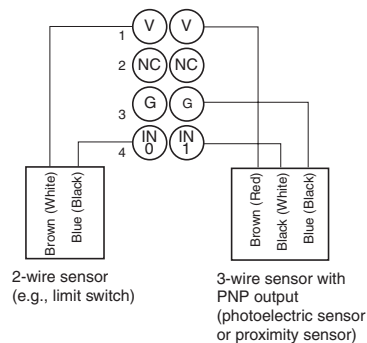 1 V V
2 NC NC
3 G G
4 IN 0 IN 1
Brown (White)
Blue (Black)
Brown (Red)
Black (White)
Blue (Black)
2-wire sensor
(e.g., limit switch)
3-wire sensor with
PNP output
(photoelectric sensor
or proximity sensor)